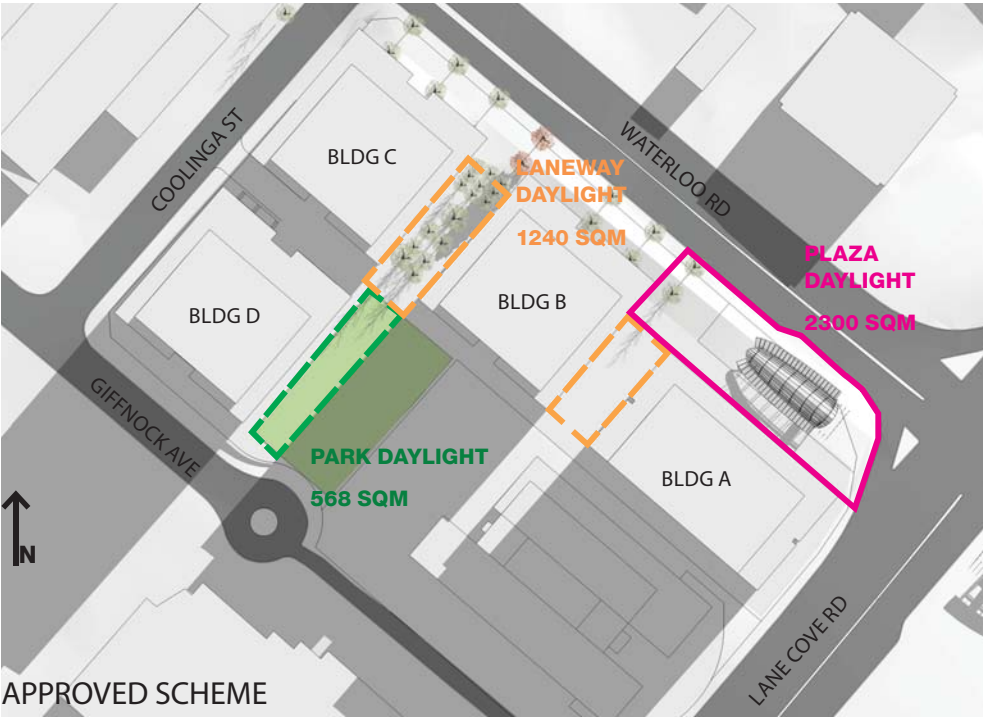 COOLINGA ST
BLDG C
WATERLOO RD
LANEWAY
DAYLIGHT
1240 SQM
PLAZA
DAYLIGHT
2300 SQM
BLDG B
BLDG D
GIFFNOCK AVE
PARK DAYLIGHT
568 SQM
BLDG A
N
LANE COVE RD
APPROVED SCHEME